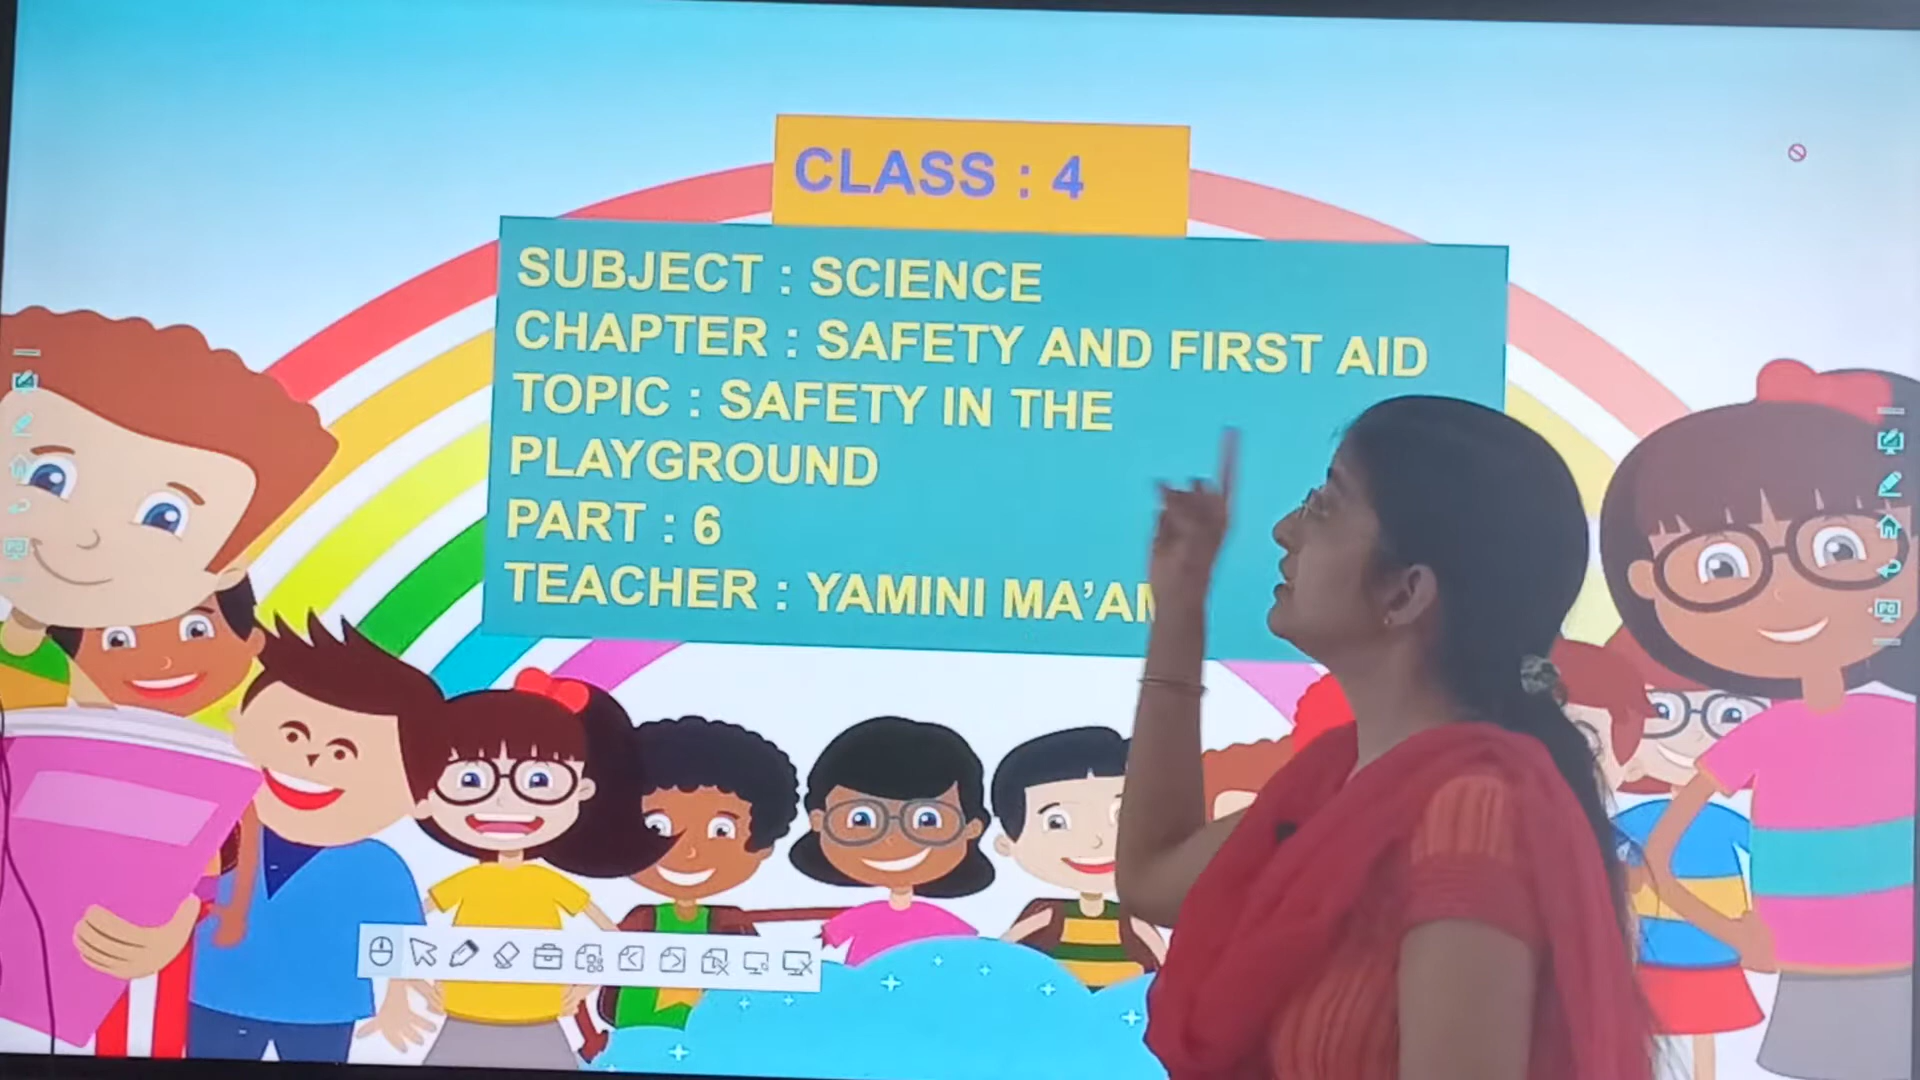 CLASS : 4
SUBJECT : SCIENCE
CHAPTER : SAFETY AND FIRST AID
TOPIC : SAFETY IN THE
PLAYGROUND
PART : 6
TEACHER : YAMINI MA’AM